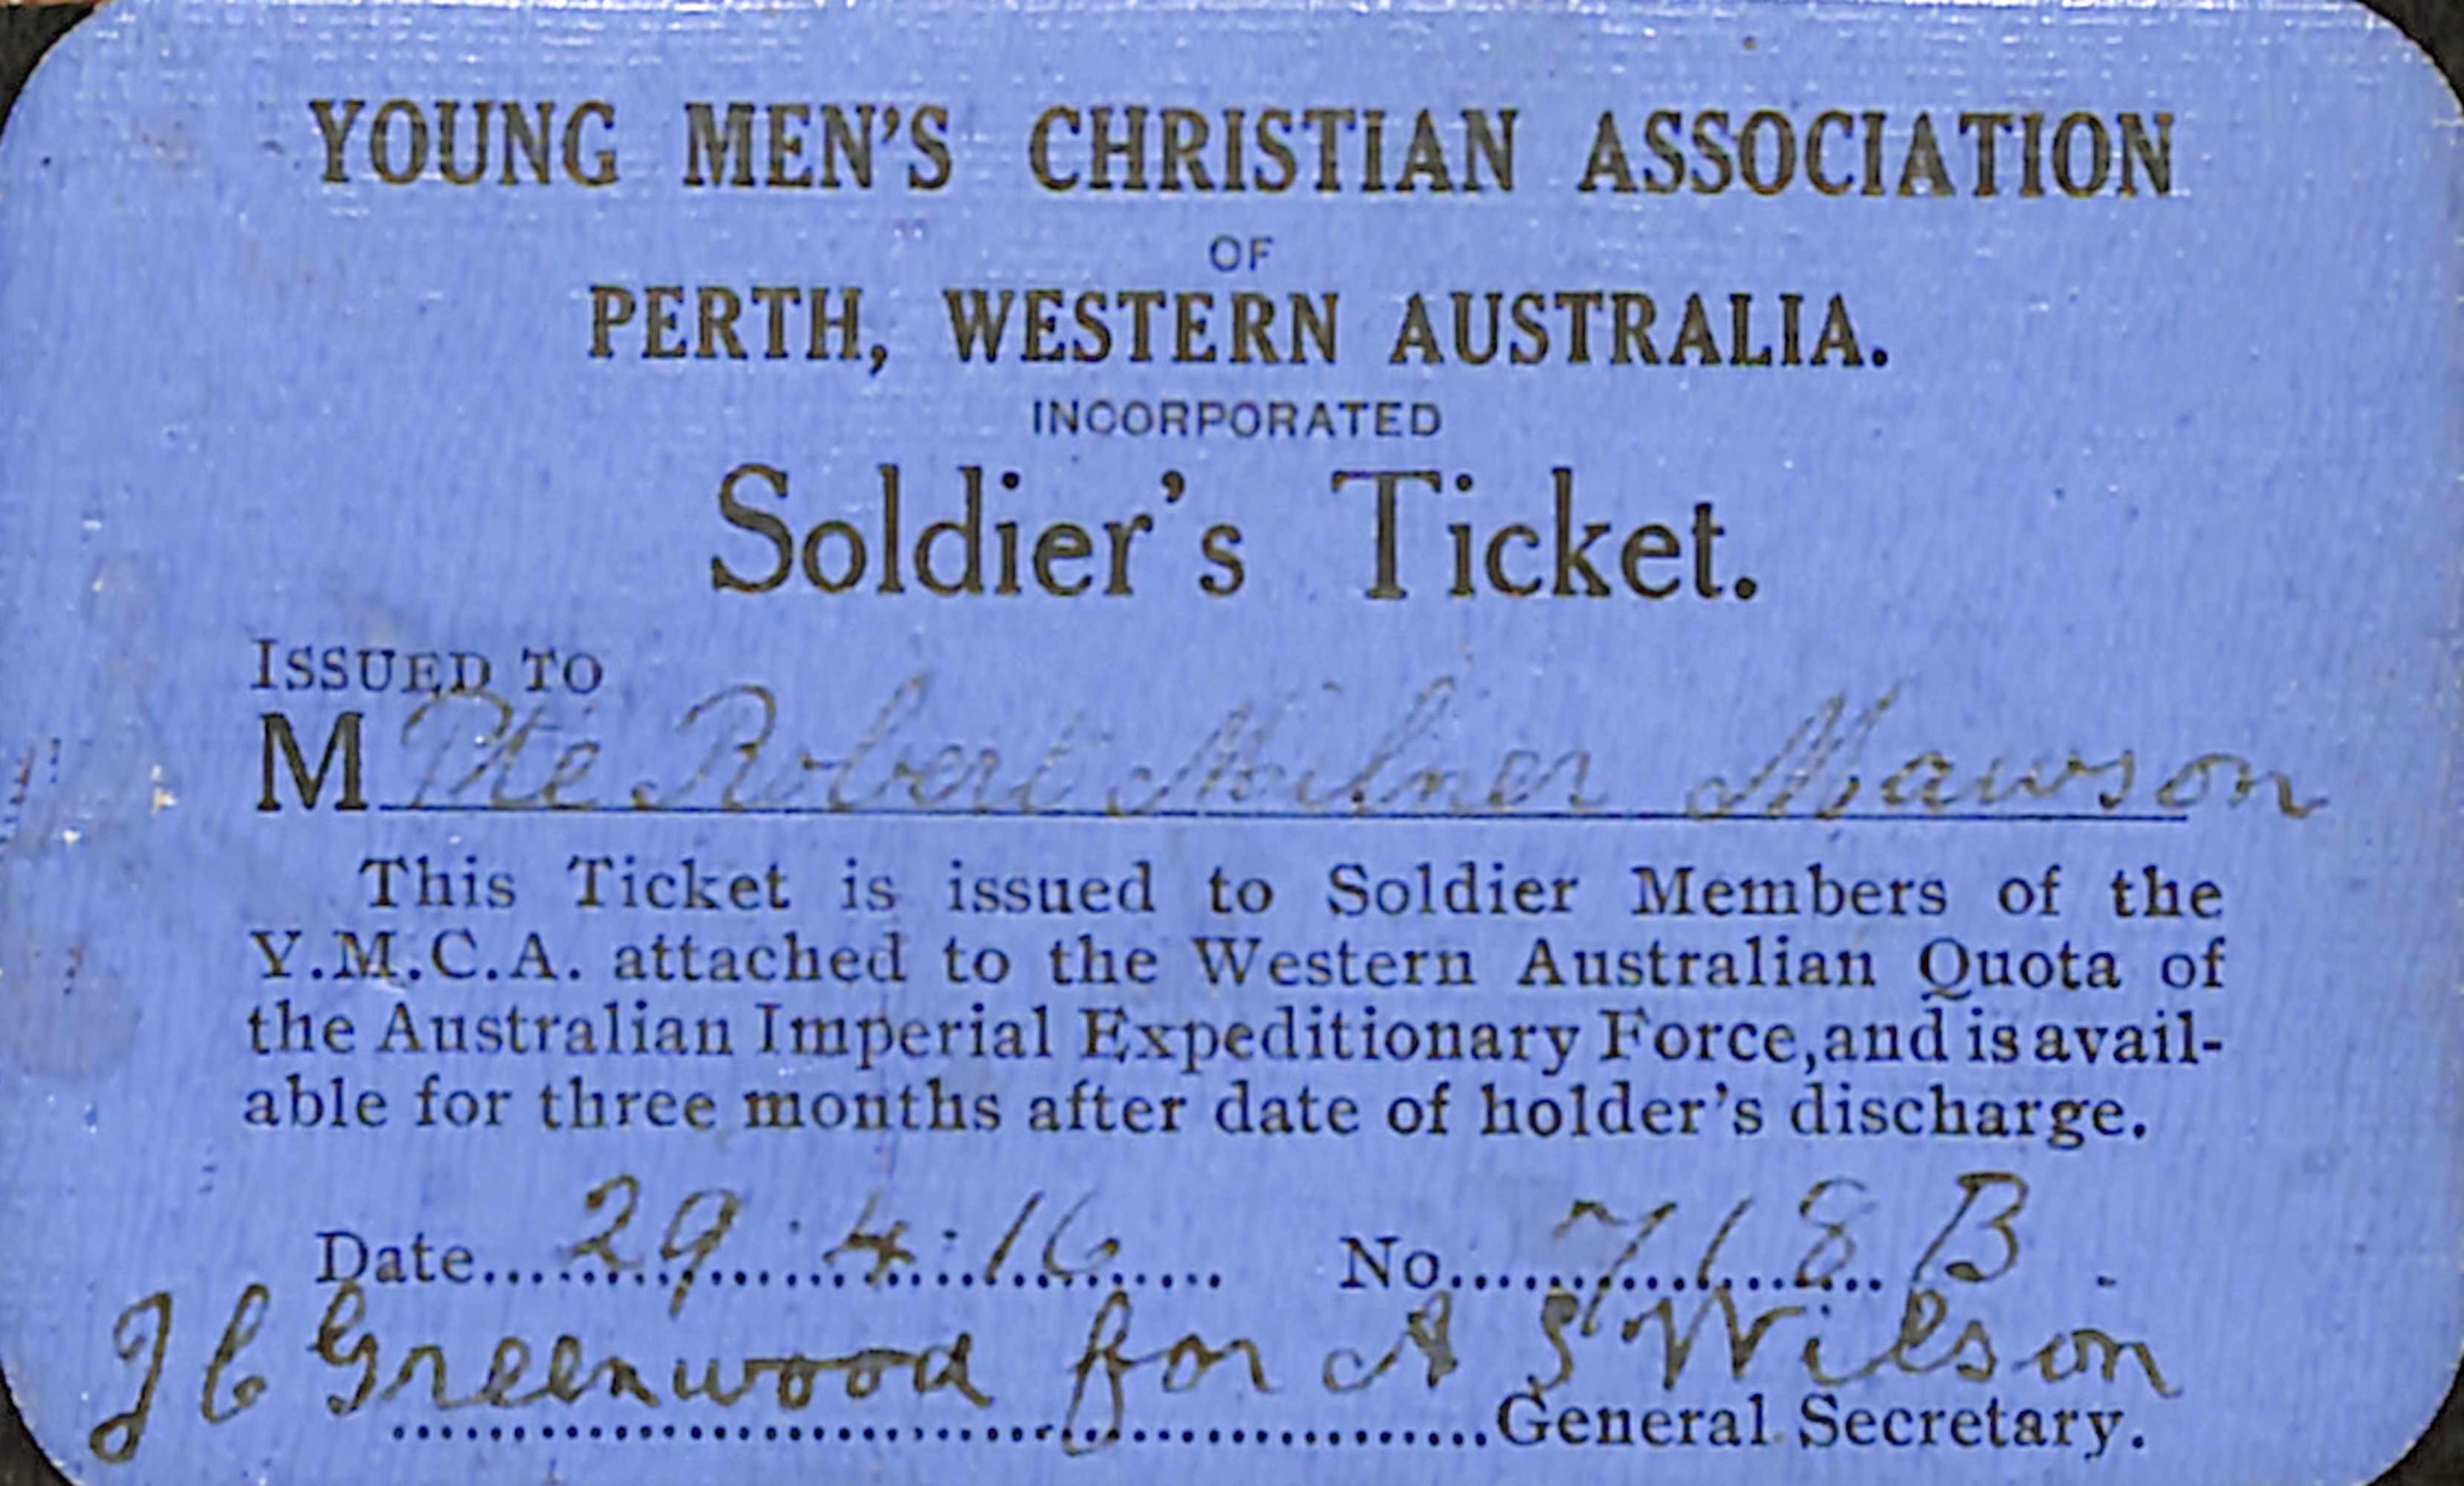 YOUNG MEN'S CHRISTIAN ASSOCIATION
OF
PERTH, WESTERN AUSTRALIA.
INCORPORATED
Soldier's Ticket.
ISSUED TO
M Pte Robert Milner Mawson
This Ticket is issued to Soldier Members of the
Y.M.C.A. attached to the Western Australian Quota of
the Australian Imperial Expeditionary Force, and is avail-
able for three months after date of holder's discharge.
Date 29:4:16 No. 718 B
J C Greenwood for A S Wilson
General Secretary.